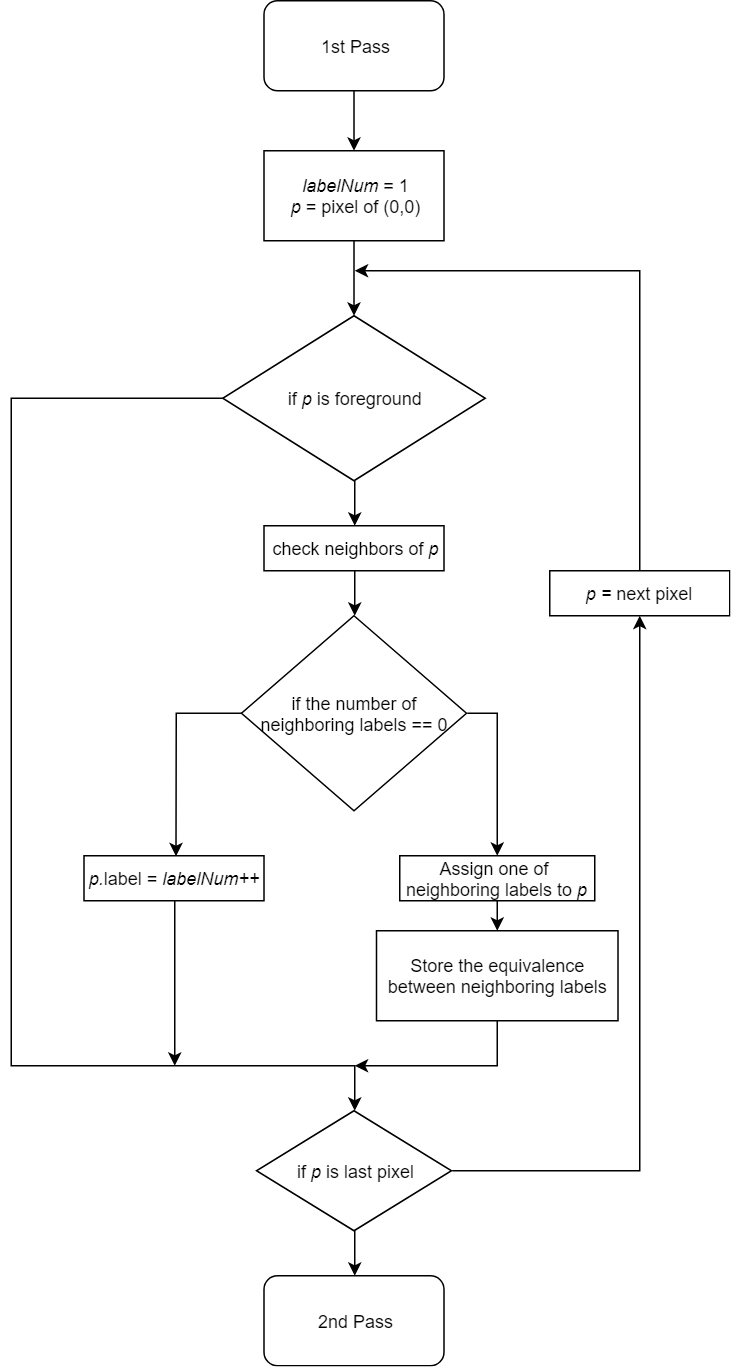 1st Pass
labelNum = 1
p = pixel of (0,0)
if p is foreground
check neighbors of p
p = next pixel
if the number of
neighboring labels == 0
p.label = labelNum++
Assign one of
neighboring labels to p
Store the equivalence
between neighboring labels
if p is last pixel
2nd Pass